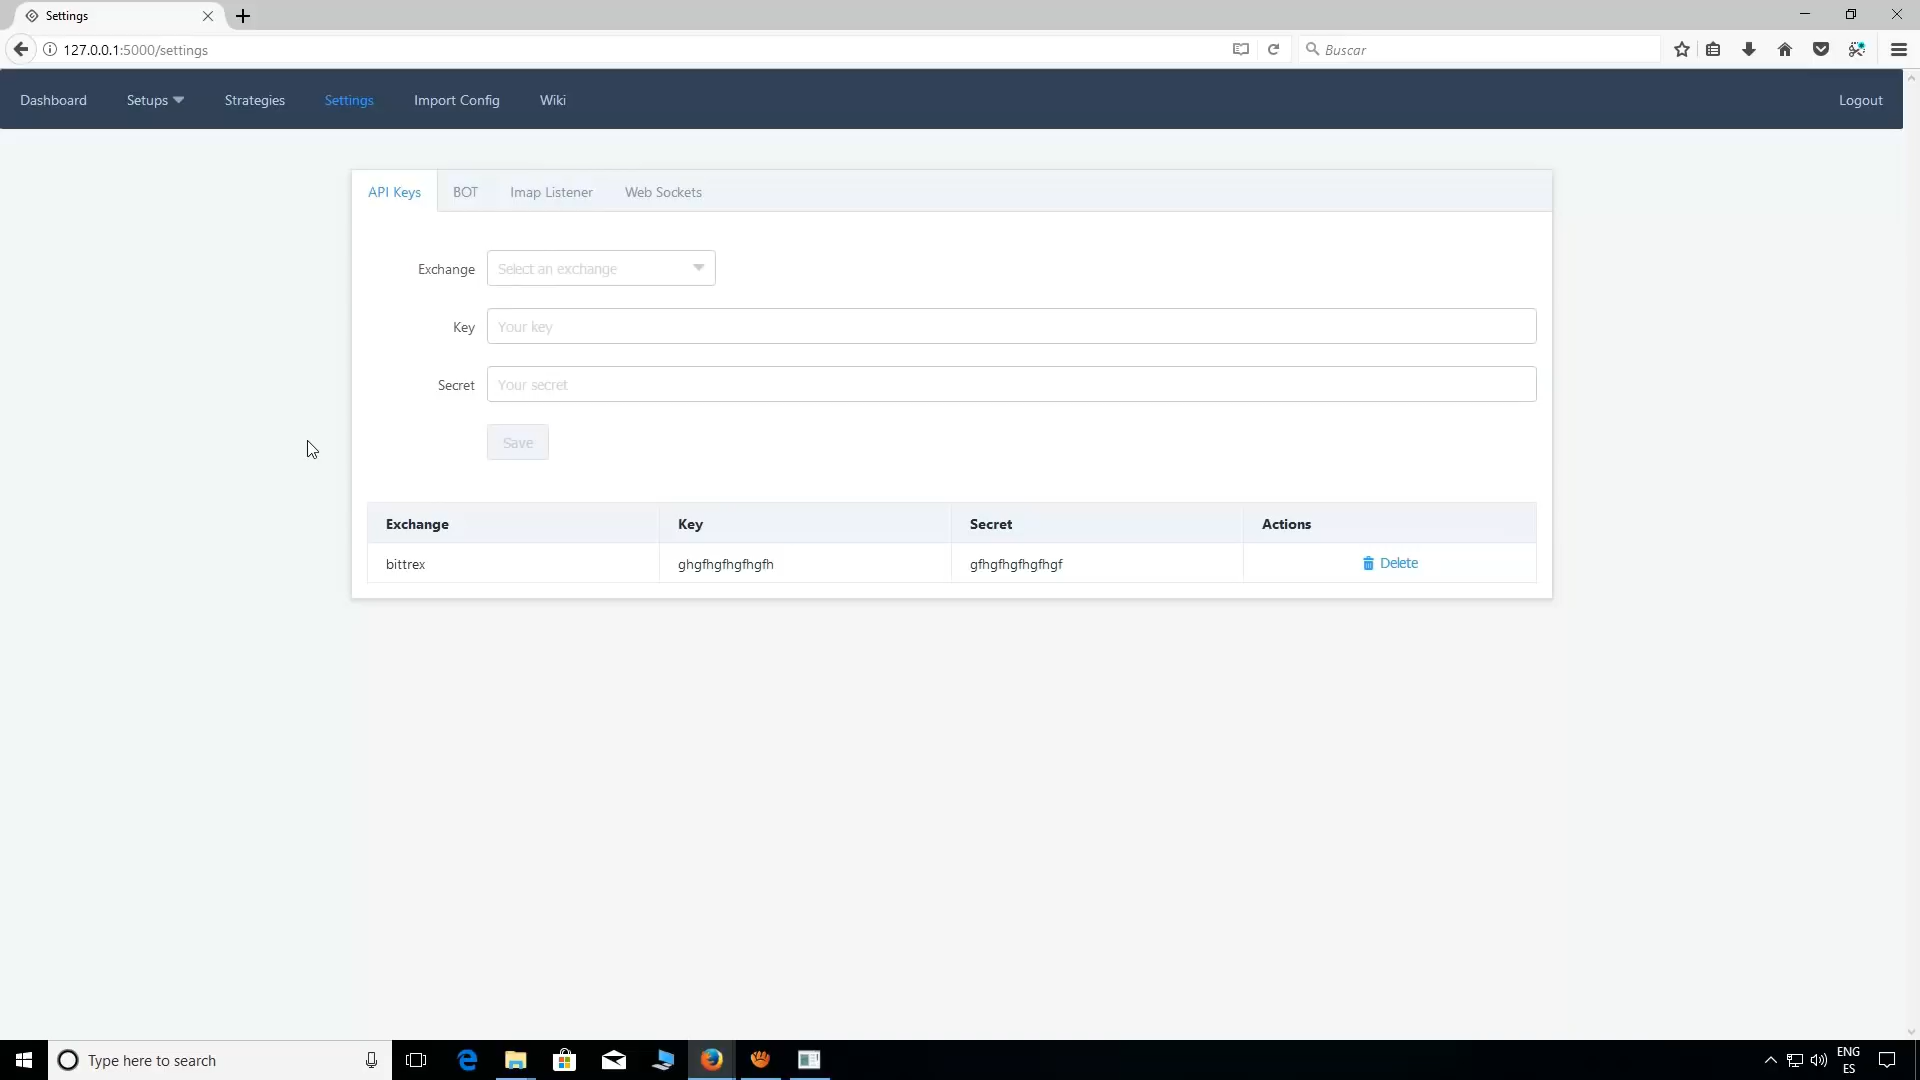 Settings
127.0.0.1:5000/settings
Buscar
Dashboard Setups Strategies Settings Import Config Wiki Logout
API Keys BOT Imap Listener Web Sockets
Exchange Select an exchange
Key Your key
Secret Your secret
Save
Exchange Key Secret Actions
bittrex ghgfhgfhgfhgfh gfhgfhgfhgfhgf Delete
Type here to search
ENG
ES